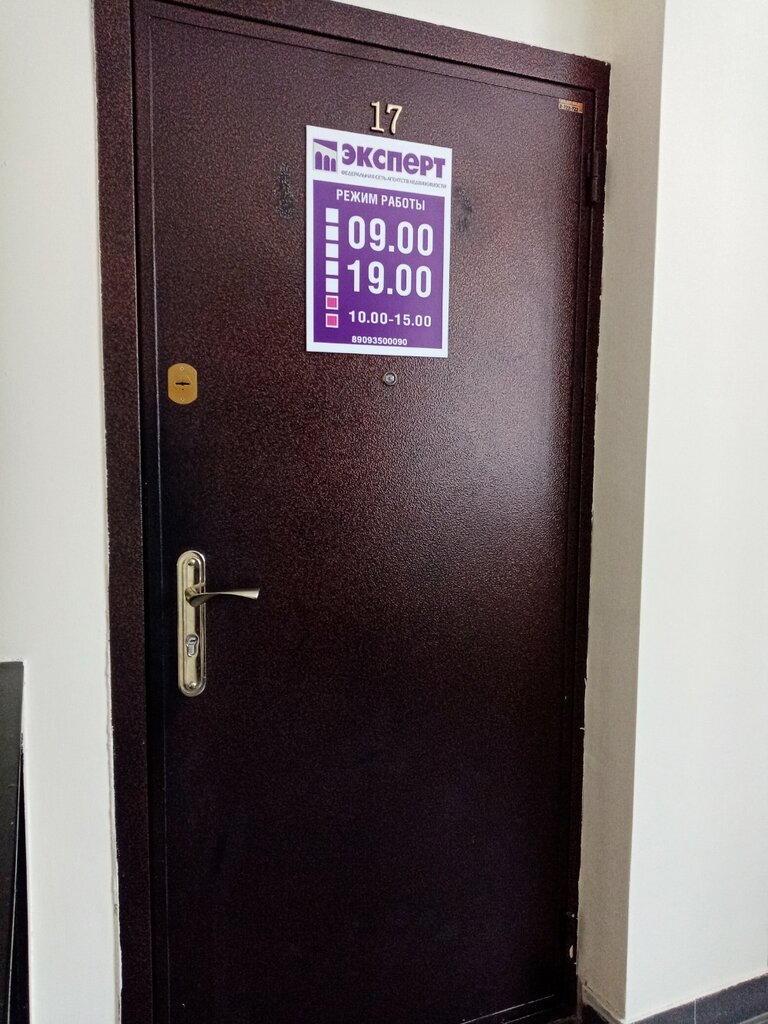 17
ЭКСПЕРТ
ФЕДЕРАЛЬНАЯ СЕТЬ АГЕНТСТВ НЕДВИЖИМОСТИ
РЕЖИМ РАБОТЫ
09.00
19.00
10.00-15.00
89093500090